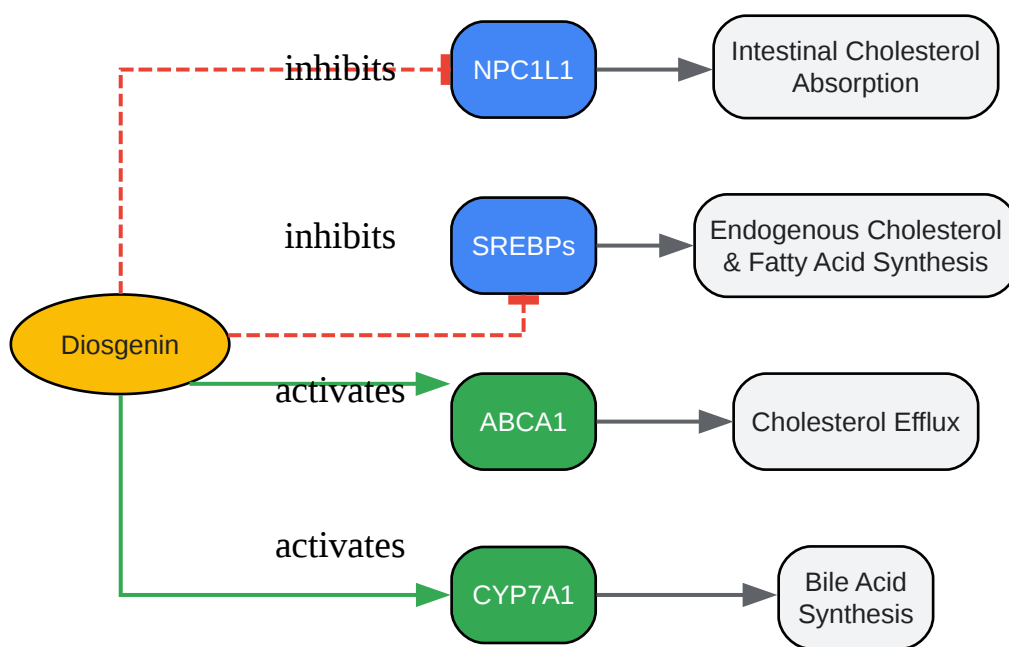 inhibits
NPC1L1
Intestinal Cholesterol
Absorption
inhibits
SREBPs
Endogenous Cholesterol
& Fatty Acid Synthesis
Diosgenin
activates
ABCA1
Cholesterol Efflux
activates
CYP7A1
Bile Acid
Synthesis